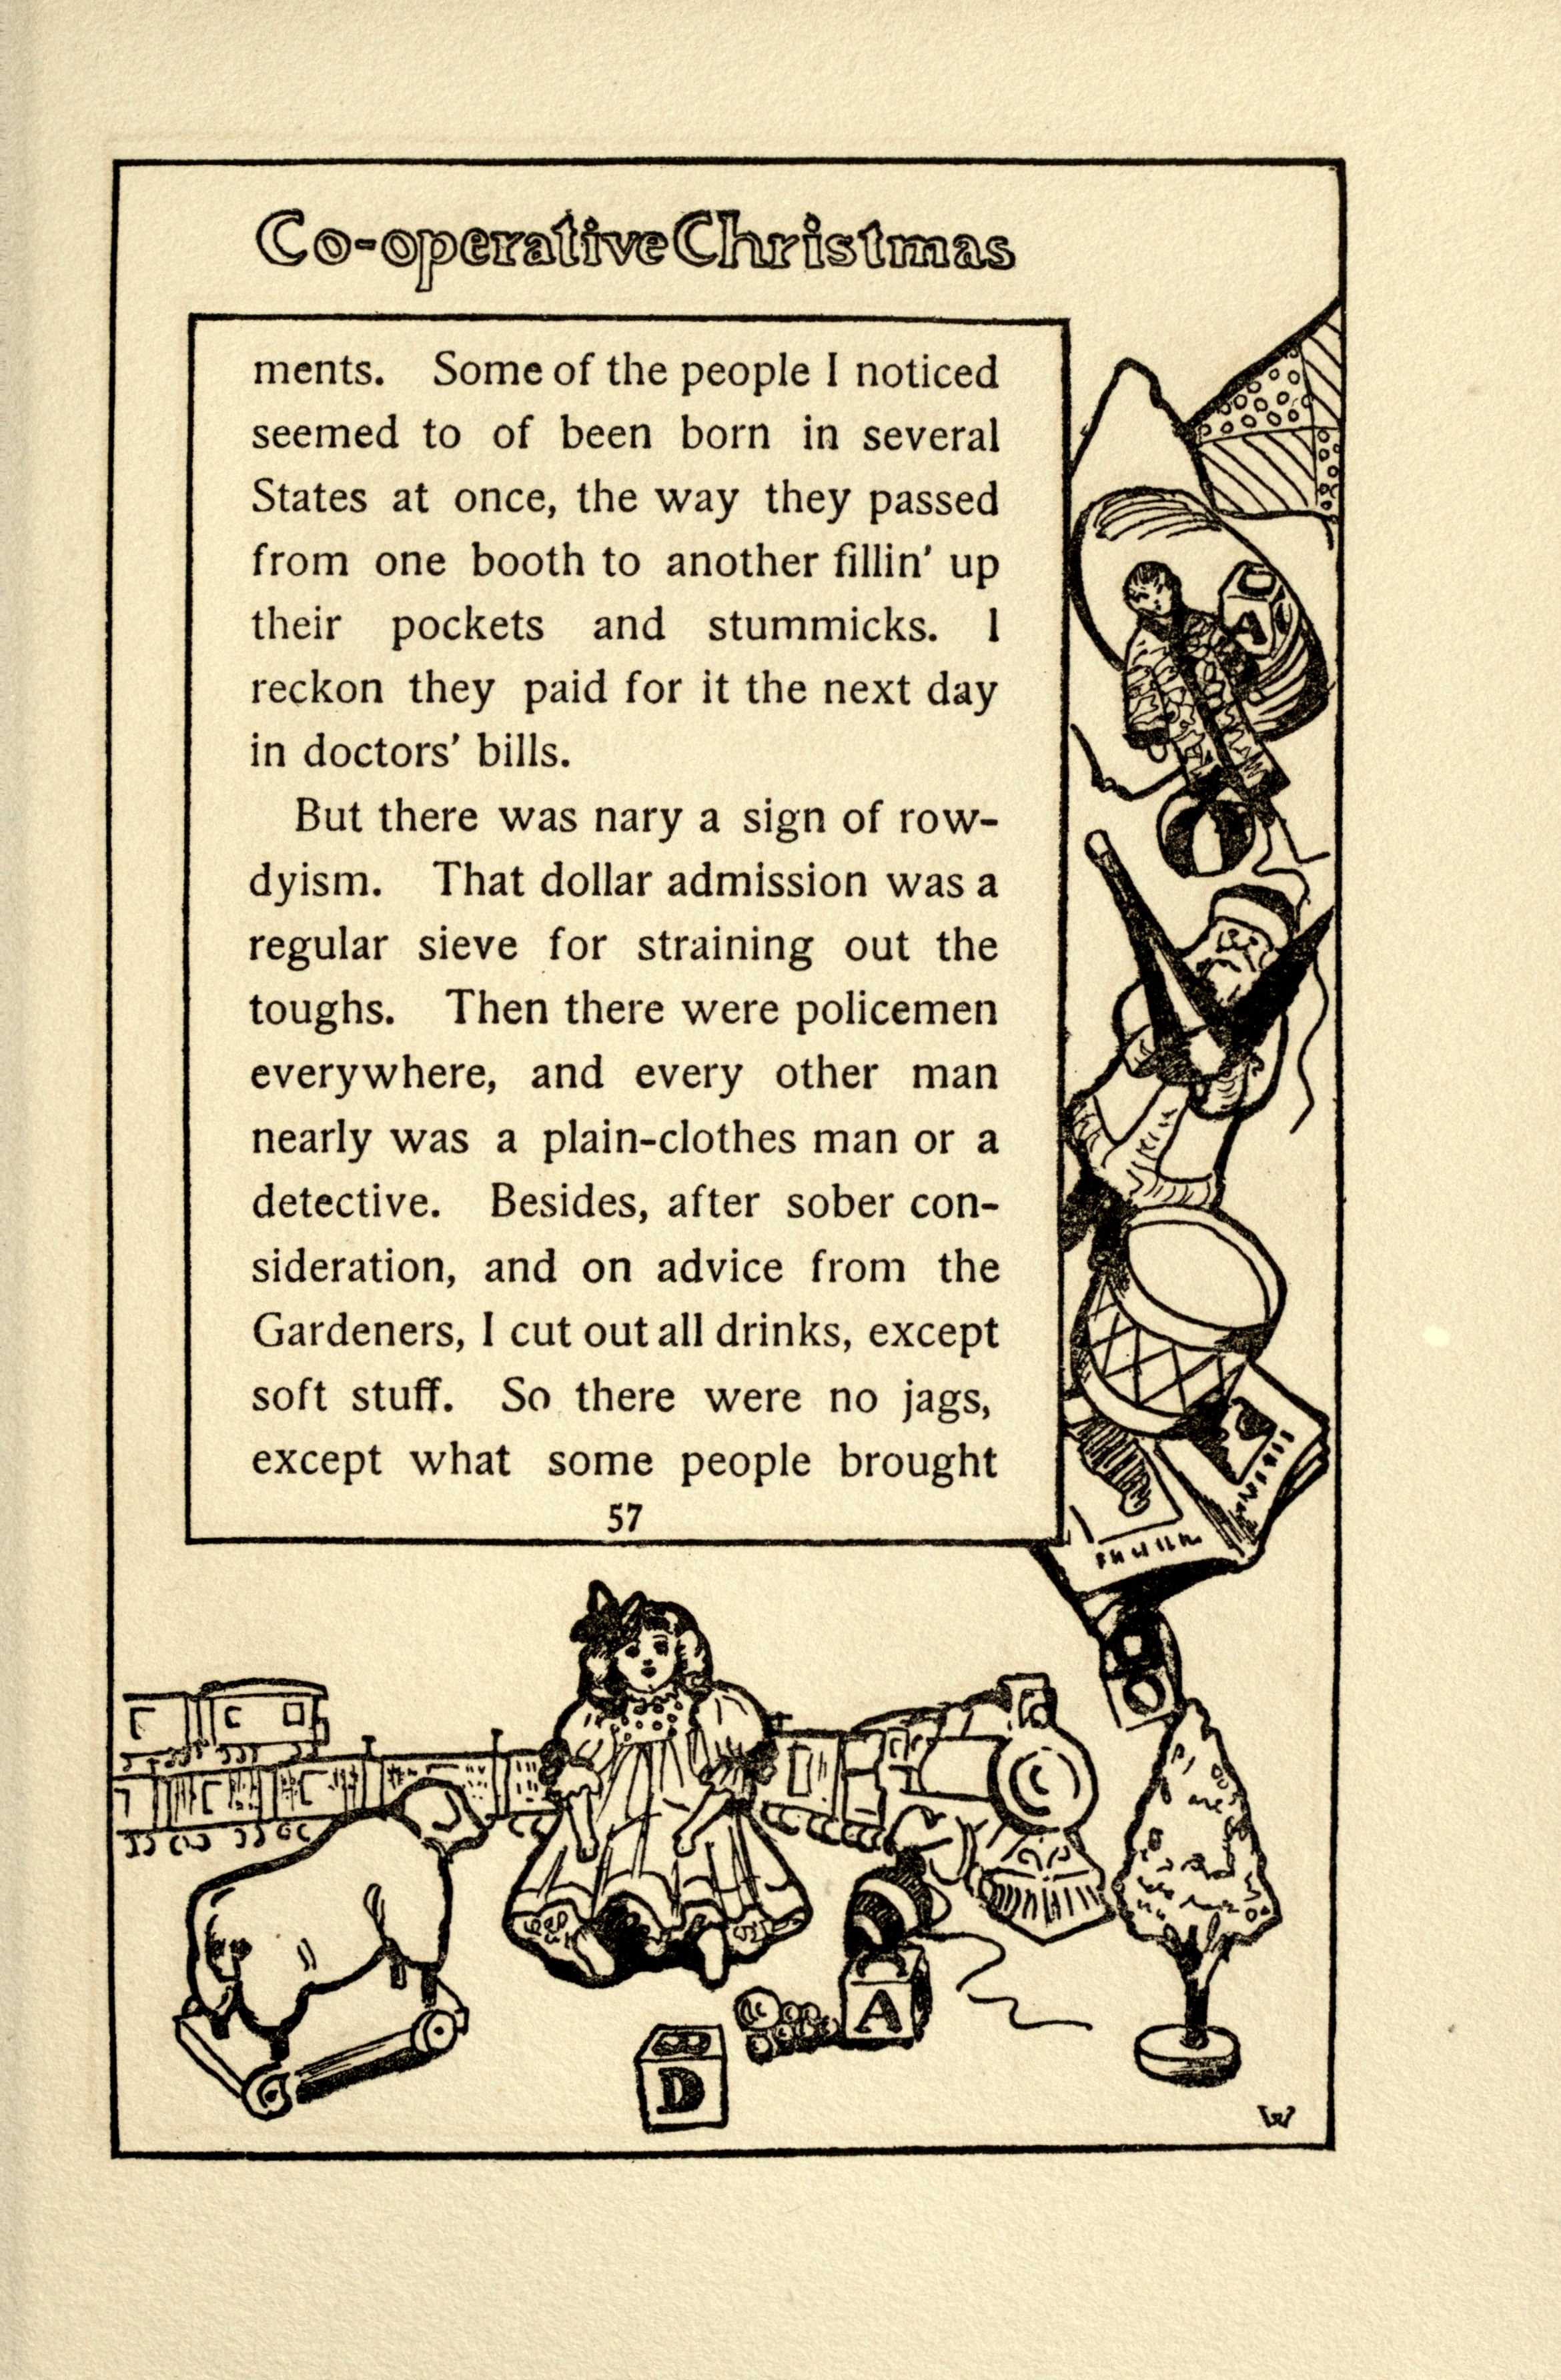 Co-operative Christmas
ments. Some of the people I noticed
seemed to of been born in several
States at once, the way they passed
from one booth to another fillin' up
their pockets and stummicks. I
reckon they paid for it the next day
in doctors' bills.
But there was nary a sign of row-
dyism. That dollar admission was a
regular sieve for straining out the
toughs. Then there were policemen
everywhere, and every other man
nearly was a plain-clothes man or a
detective. Besides, after sober con-
sideration, and on advice from the
Gardeners, I cut out all drinks, except
soft stuff. So there were no jags,
except what some people brought
57
A
A
D
W